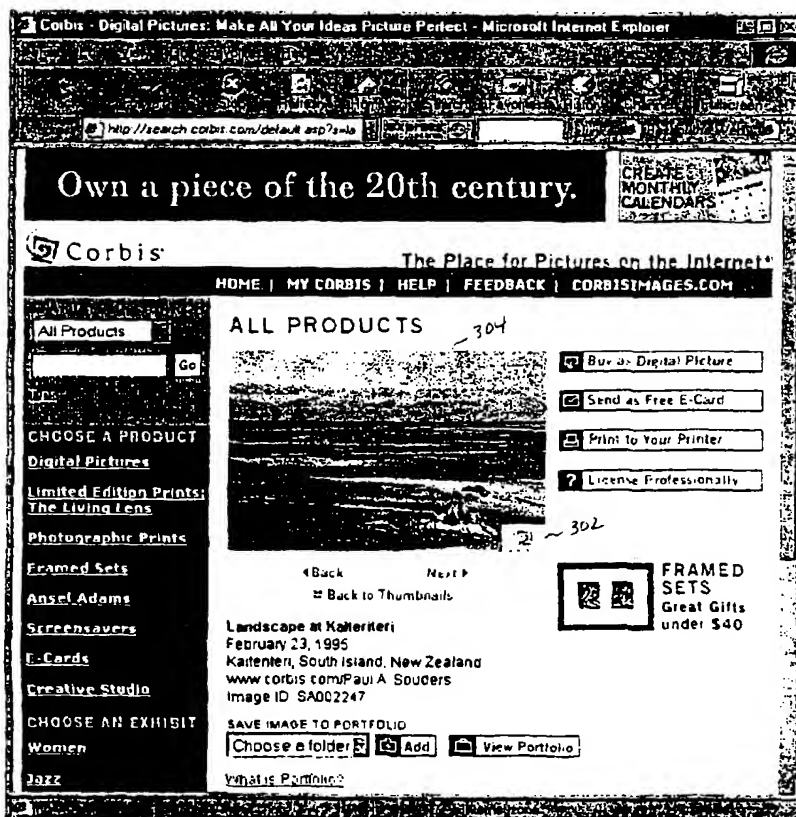 Corbis - Digital Pictures: Make All Your Ideas Picture Perfect - Microsoft Internet Explorer
http://search.corbis.com/default.asp?s=la
Own a piece of the 20th century.
CREATE
MONTHLY
CALENDARS
Corbis
The Place for Pictures on the Internet
HOME | MY CORBIS | HELP | FEEDBACK | CORBISIMAGES.COM
All Products
Go
ALL PRODUCTS
304
Buy as Digital Picture
Send as Free E-Card
Print to Your Printer
? License Professionally
302
CHOOSE A PRODUCT
Digital Pictures
Limited Edition Prints:
The Living Lens
Photographic Prints
Framed Sets
Ansel Adams
Screensavers
E-Cards
Creative Studio
CHOOSE AN EXHIBIT
Women
Jazz
Back Next
Back to Thumbnails
FRAMED
SETS
Great Gifts
under $40
Landscape at Kaiteriteri
February 23, 1995
Kaiteriteri, South Island, New Zealand
www.corbis.com/Paul A. Souders
Image ID: SA002247
SAVE IMAGE TO PORTFOLIO
Choose a folder Add View Portfolio
What is Portfolio?